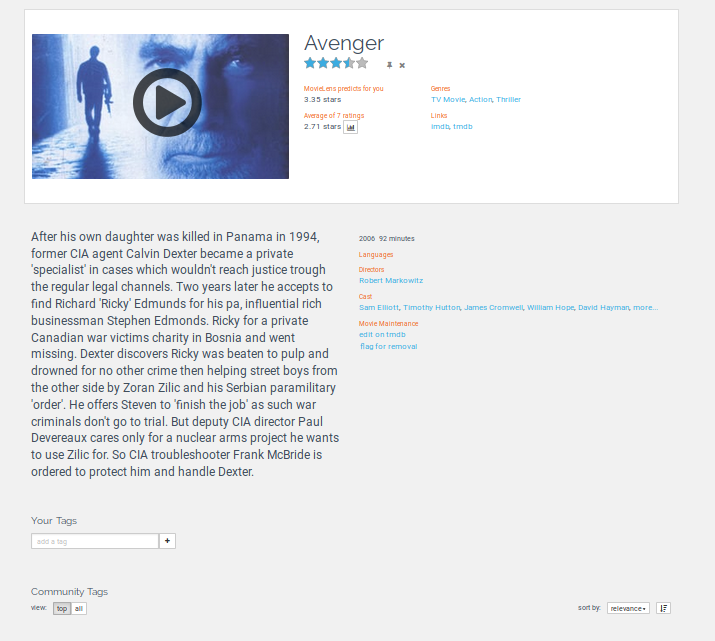 Avenger
MovieLens predicts for you
3.35 stars
Average of 7 ratings
2.71 stars
Genres
TV Movie, Action, Thriller
Links
imdb, tmdb
After his own daughter was killed in Panama in 1994,
former CIA agent Calvin Dexter became a private
'specialist' in cases which wouldn't reach justice trough
the regular legal channels. Two years later he accepts to
find Richard 'Ricky' Edmunds for his pa, influential rich
businessman Stephen Edmonds. Ricky for a private
Canadian war victims charity in Bosnia and went
missing. Dexter discovers Ricky was beaten to pulp and
drowned for no other crime then helping street boys from
the other side by Zoran Zilic and his Serbian paramilitary
'order'. He offers Steven to 'finish the job' as such war
criminals don't go to trial. But deputy CIA director Paul
Devereaux cares only for a nuclear arms project he wants
to use Zilic for. So CIA troubleshooter Frank McBride is
ordered to protect him and handle Dexter.
2006 92 minutes
Languages
Directors
Robert Markowitz
Cast
Sam Elliott, Timothy Hutton, James Cromwell, William Hope, David Hayman, more...
Movie Maintenance
edit on tmdb
flag for removal
Your Tags
add a tag +
Community Tags
view: top all
sort by: relevance